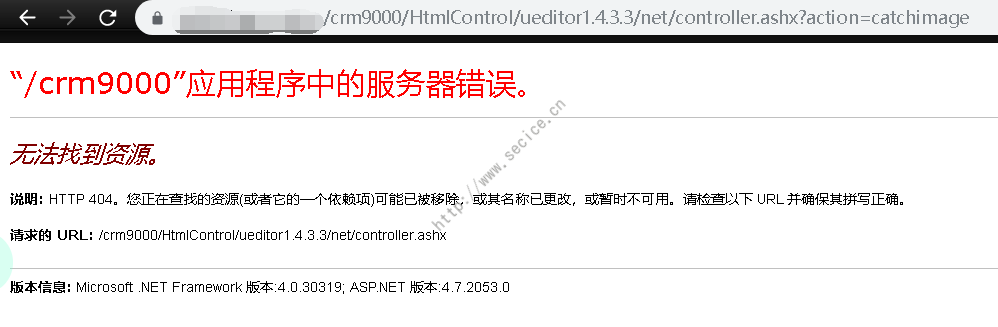 /crm9000/HtmlControl/ueditor1.4.3.3/net/controller.ashx?action=catchimage
“/crm9000”应用程序中的服务器错误。
无法找到资源。
说明: HTTP 404。您正在查找的资源(或者它的一个依赖项)可能已被移除，或其名称已更改，或暂时不可用。请检查以下 URL 并确保其拼写正确。
请求的 URL: /crm9000/HtmlControl/ueditor1.4.3.3/net/controller.ashx
版本信息: Microsoft .NET Framework 版本:4.0.30319; ASP.NET 版本:4.7.2053.0
http://www.secice.cn